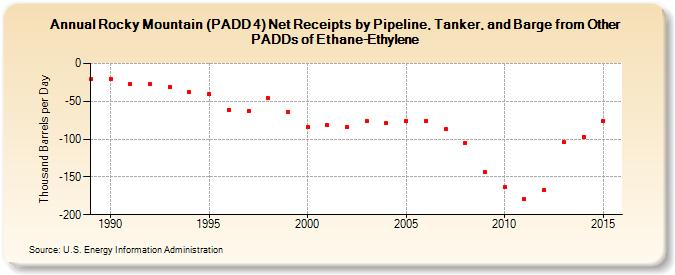 Annual Rocky Mountain (PADD 4) Net Receipts by Pipeline, Tanker, and Barge from Other
PADDs of Ethane-Ethylene
Thousand Barrels per Day
0
-50
-100
-150
-200
1990 1995 2000 2005 2010 2015
Source: U.S. Energy Information Administration